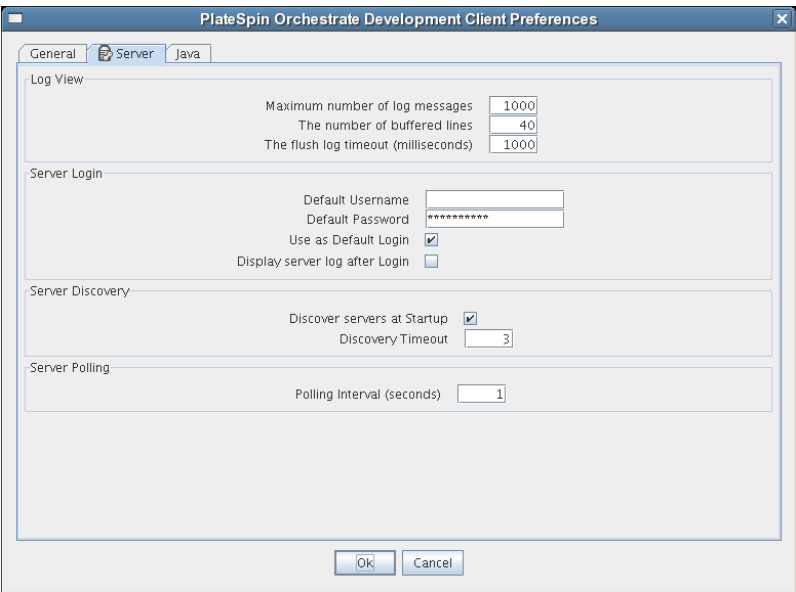 PlateSpin Orchestrate Development Client Preferences
General Server Java
Log View
Maximum number of log messages 1000
The number of buffered lines 40
The flush log timeout (milliseconds) 1000
Server Login
Default Username
Default Password **********
Use as Default Login
Display server log after Login
Server Discovery
Discover servers at Startup
Discovery Timeout 3
Server Polling
Polling Interval (seconds) 1
Ok Cancel